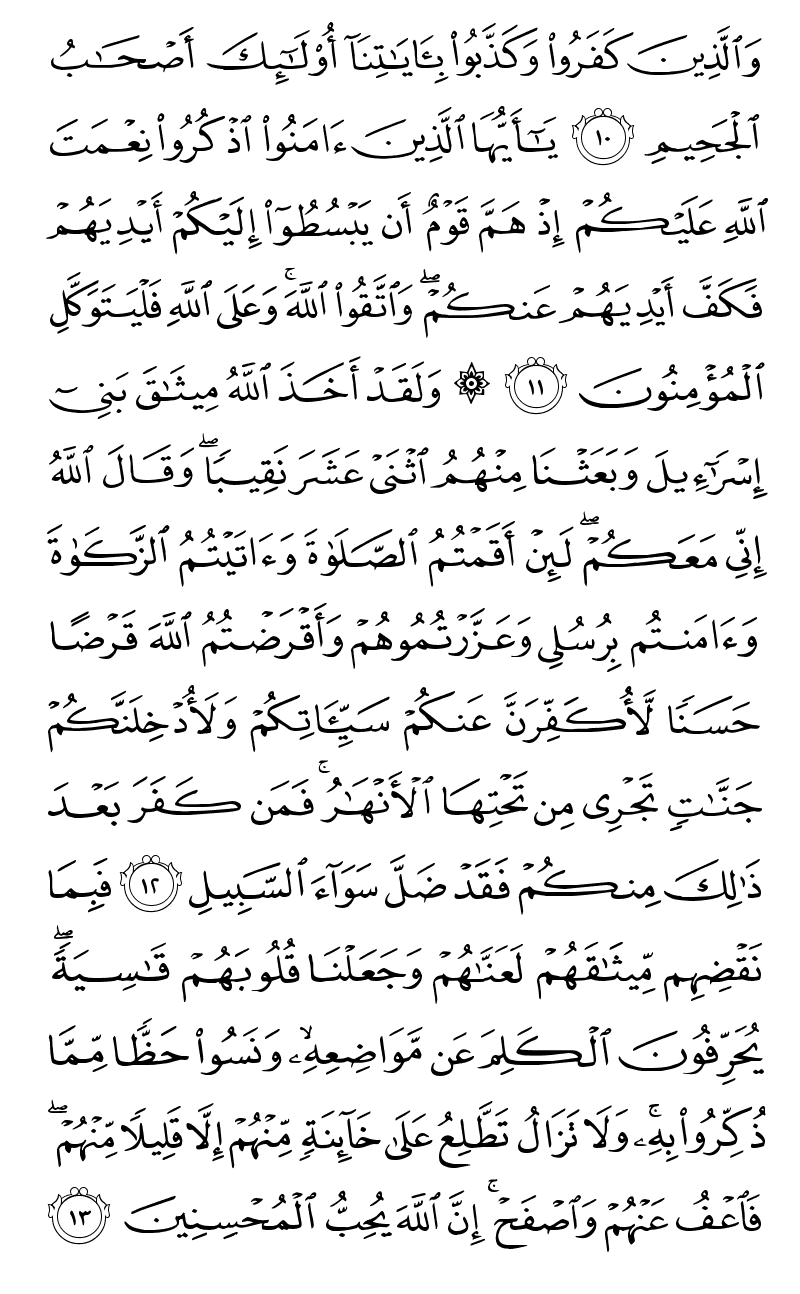 وَٱلَّذِينَ كَفَرُوا۟ وَكَذَّبُوا۟ بِـَٔايَـٰتِنَآ أُو۟لَـٰٓئِكَ أَصْحَـٰبُ
ٱلْجَحِيمِ ١٠ يَـٰٓأَيُّهَا ٱلَّذِينَ ءَامَنُوا۟ ٱذْكُرُوا۟ نِعْمَتَ
ٱللَّهِ عَلَيْكُمْ إِذْ هَمَّ قَوْمٌ أَن يَبْسُطُوٓا۟ إِلَيْكُمْ أَيْدِيَهُمْ
فَكَفَّ أَيْدِيَهُمْ عَنكُمْ ۖ وَٱتَّقُوا۟ ٱللَّهَ ۚ وَعَلَى ٱللَّهِ فَلْيَتَوَكَّلِ
ٱلْمُؤْمِنُونَ ١١ ۞ وَلَقَدْ أَخَذَ ٱللَّهُ مِيثَـٰقَ بَنِىٓ
إِسْرَٰٓءِيلَ وَبَعَثْنَا مِنْهُمُ ٱثْنَىْ عَشَرَ نَقِيبًا ۖ وَقَالَ ٱللَّهُ
إِنِّى مَعَكُمْ ۖ لَئِنْ أَقَمْتُمُ ٱلصَّلَوٰةَ وَءَاتَيْتُمُ ٱلزَّكَوٰةَ
وَءَامَنتُم بِرُسُلِى وَعَزَّرْتُمُوهُمْ وَأَقْرَضْتُمُ ٱللَّهَ قَرْضًا
حَسَنًا لَّأُكَفِّرَنَّ عَنكُمْ سَيِّـَٔاتِكُمْ وَلَأُدْخِلَنَّكُمْ
جَنَّـٰتٍ تَجْرِى مِن تَحْتِهَا ٱلْأَنْهَـٰرُ ۚ فَمَن كَفَرَ بَعْدَ
ذَٰلِكَ مِنكُمْ فَقَدْ ضَلَّ سَوَآءَ ٱلسَّبِيلِ ١٢ فَبِمَا
نَقْضِهِم مِّيثَـٰقَهُمْ لَعَنَّـٰهُمْ وَجَعَلْنَا قُلُوبَهُمْ قَـٰسِيَةً ۖ
يُحَرِّفُونَ ٱلْكَلِمَ عَن مَّوَاضِعِهِۦ ۙ وَنَسُوا۟ حَظًّا مِّمَّا
ذُكِّرُوا۟ بِهِۦ ۚ وَلَا تَزَالُ تَطَّلِعُ عَلَىٰ خَآئِنَةٍ مِّنْهُمْ إِلَّا قَلِيلًا مِّنْهُمْ ۖ
فَٱعْفُ عَنْهُمْ وَٱصْفَحْ ۚ إِنَّ ٱللَّهَ يُحِبُّ ٱلْمُحْسِنِينَ ١٣